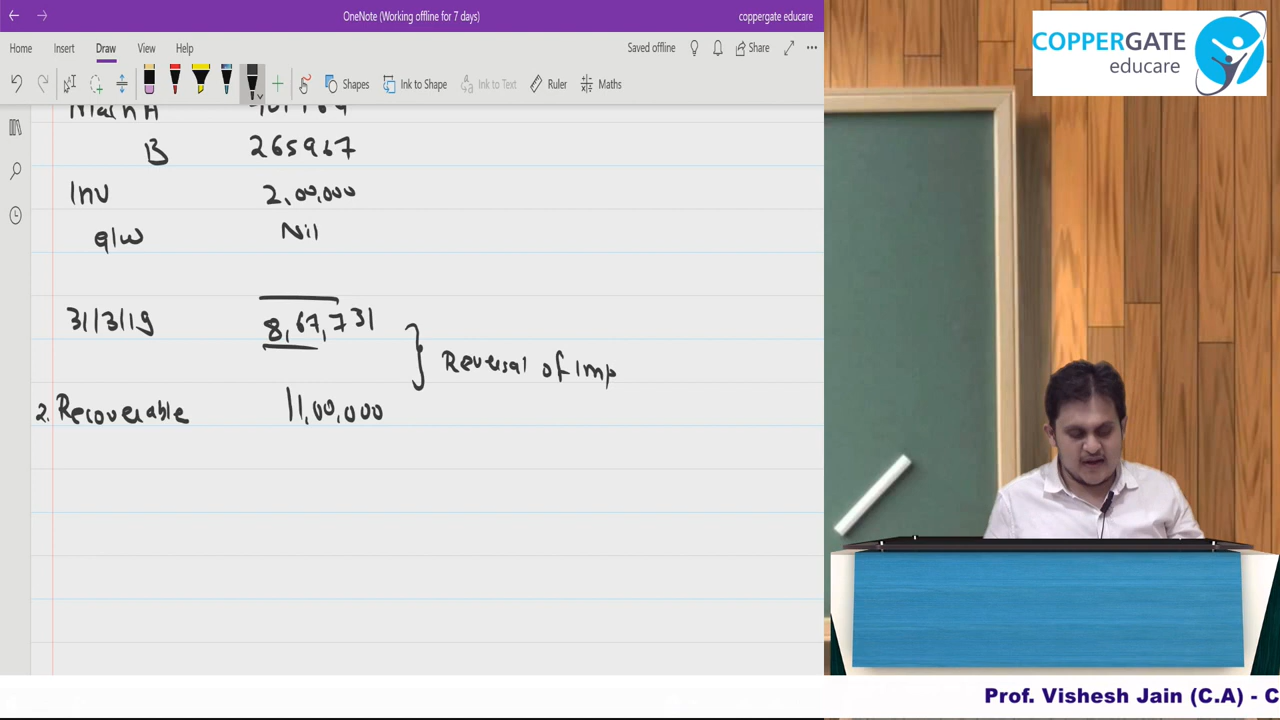 OneNote (Working offline for 7 days)
coppergate educare
Home Insert Draw View Help
Saved offline
Share
Shapes
Ink to Shape
Ink to Text
Ruler
Maths
COPPERGATE
educare
Mach A
B 265967
Inv 2,00,000
g/w Nil
31/3/19 8,67,731
Reversal of Imp
2. Recoverable 11,00,000
Prof. Vishesh Jain (C.A) - C